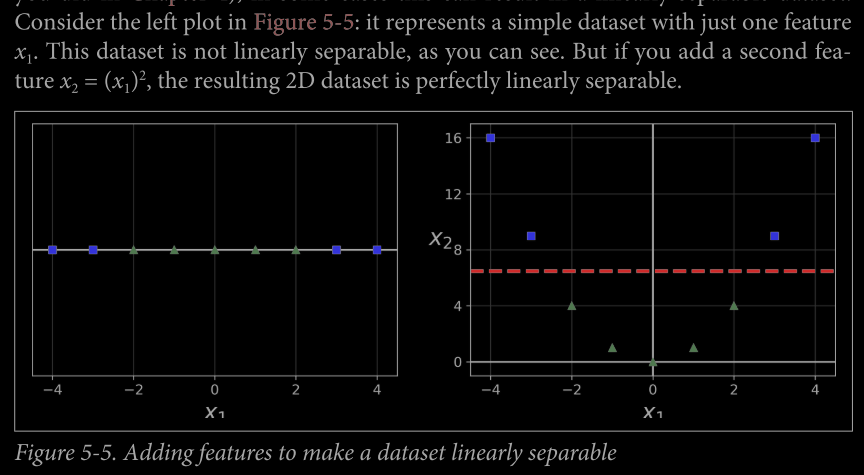 Consider the left plot in Figure 5-5: it represents a simple dataset with just one feature
x₁. This dataset is not linearly separable, as you can see. But if you add a second fea-
ture x₂ = (x₁)², the resulting 2D dataset is perfectly linearly separable.
16
12
x₂
8
4
0
−4 −2 0 2 4
−4 −2 0 2 4
x₁
x₁
Figure 5-5. Adding features to make a dataset linearly separable